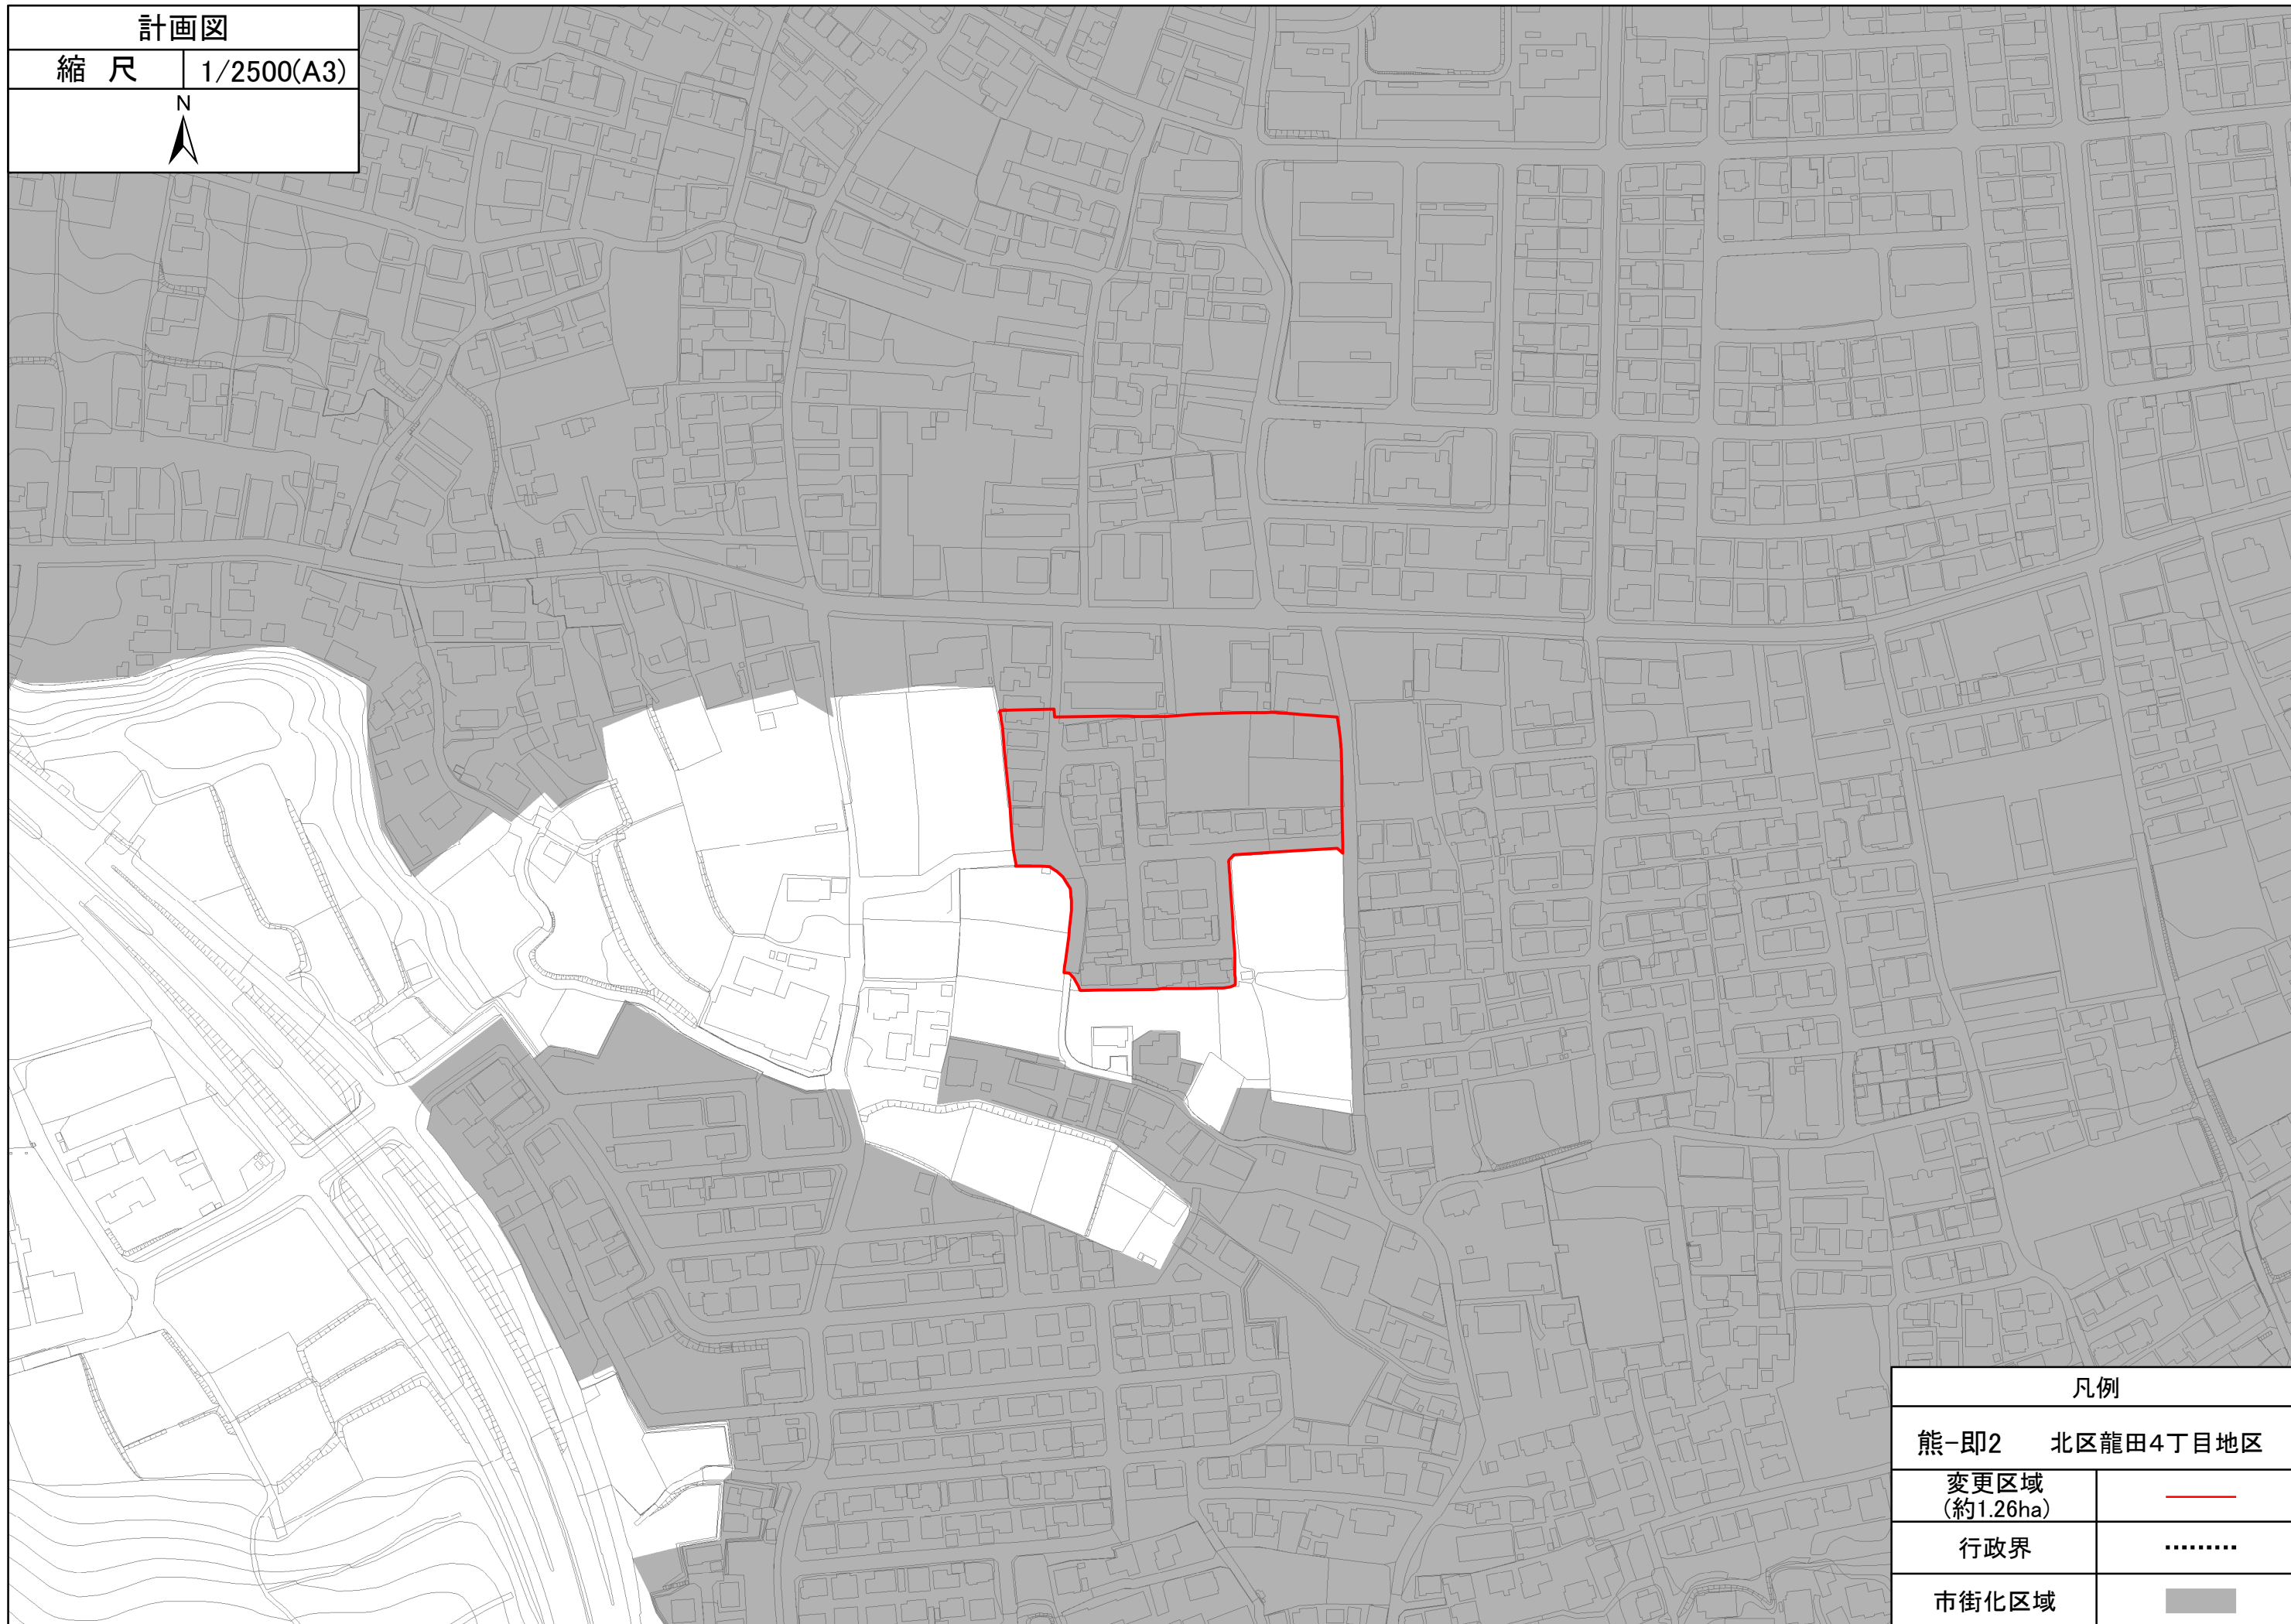 計画図
縮 尺 1/2500(A3)
N
凡例
熊-即2 北区龍田4丁目地区
変更区域
(約1.26ha)
行政界
市街化区域